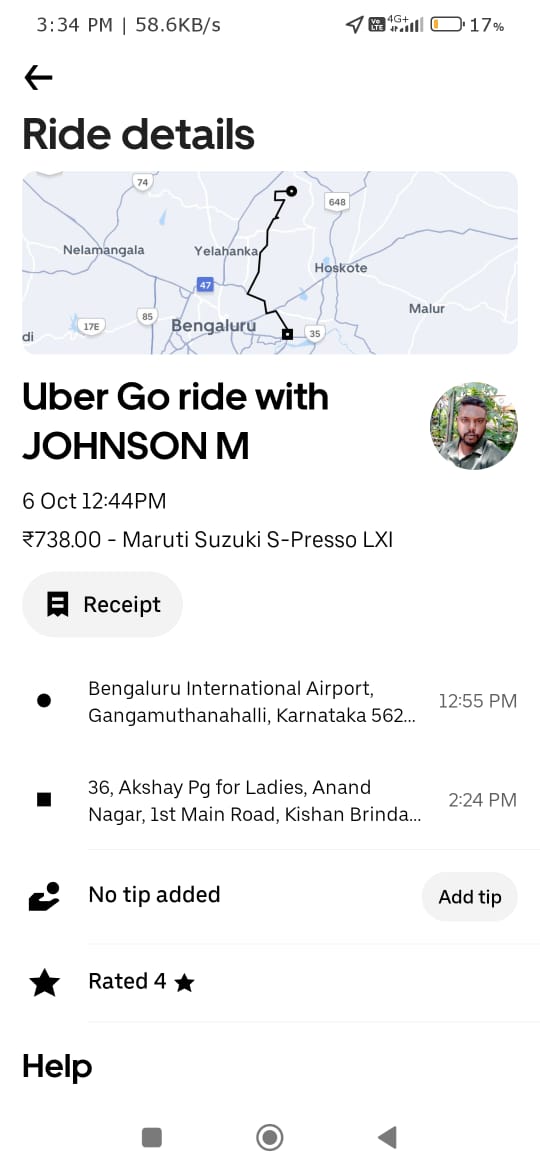 3:34 PM | 58.6KB/s
Vo LTE 4G+ 17%
Ride details
74
648
Nelamangala
Yelahanka
Hoskote
47
Malur
85
17E
Bengaluru
35
di
Uber Go ride with
JOHNSON M
6 Oct 12:44PM
₹738.00 - Maruti Suzuki S-Presso LXI
Receipt
Bengaluru International Airport,
Gangamuthanahalli, Karnataka 562... 12:55 PM
36, Akshay Pg for Ladies, Anand
Nagar, 1st Main Road, Kishan Brinda... 2:24 PM
No tip added Add tip
Rated 4 ★
Help